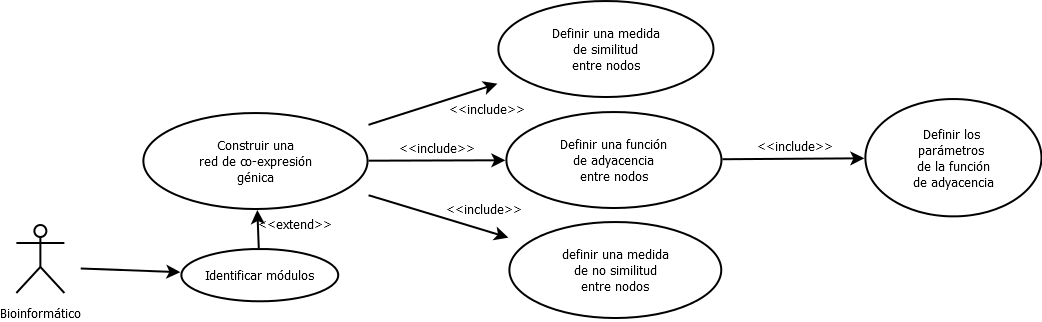 Definir una medida
de similitud
entre nodos
<<include>>
Construir una
red de co-expresión
génica
<<include>>
Definir una función
de adyacencia
entre nodos
<<include>>
Definir los
parámetros
de la función
de adyacencia
<<include>>
<<extend>>
definir una medida
de no similitud
entre nodos
Identificar módulos
Bioinformático